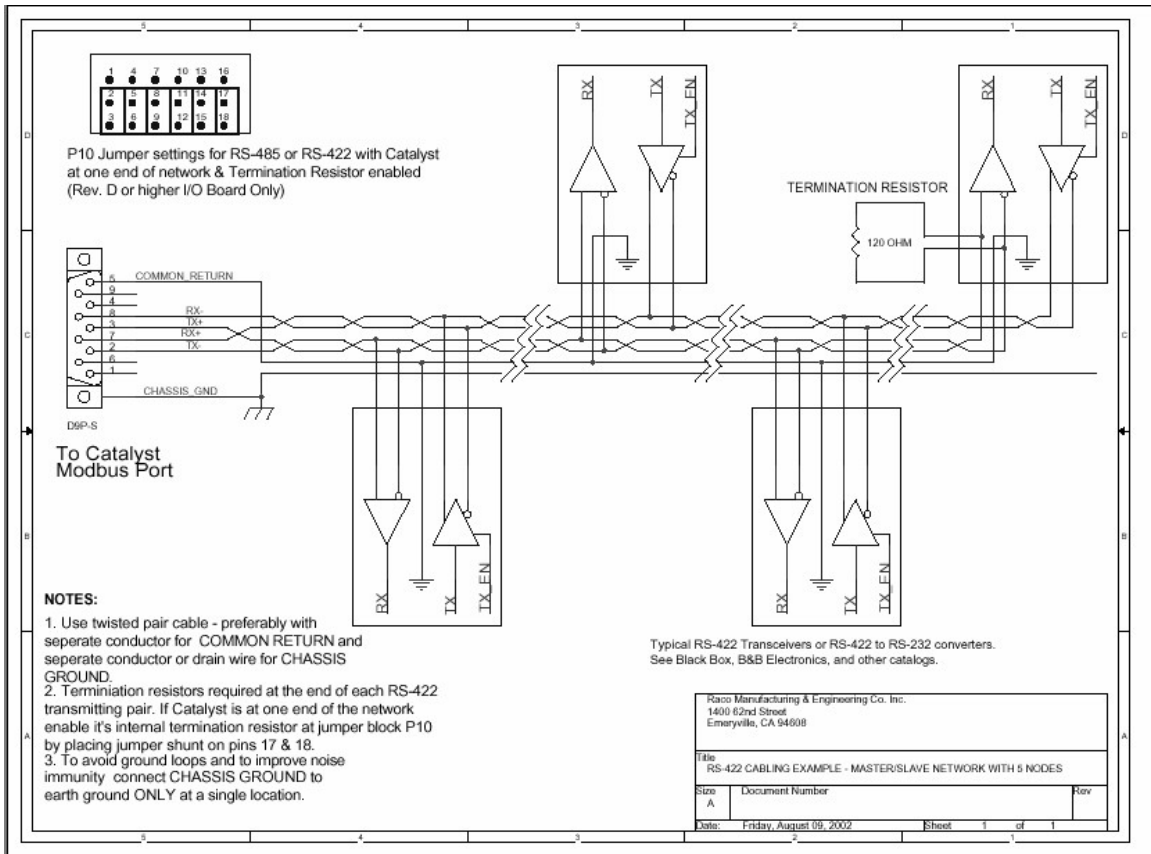 5 4 3 2 1
1 4 7 10 13 16
2 5 8 11 14 17
3 6 9 12 15 18
P10 Jumper settings for RS-485 or RS-422 with Catalyst
at one end of network & Termination Resistor enabled
(Rev. D or higher I/O Board Only)
RX TX TX_EN
RX TX TX_EN
TERMINATION RESISTOR
120 OHM
D D
5 COMMON_RETURN
9
4
8 RX-
3 TX+
7 RX+
2 TX-
6
1
CHASSIS_GND
C C
D9P-S
To Catalyst
Modbus Port
RX TX TX_EN
RX TX TX_EN
B B
NOTES:
1. Use twisted pair cable - preferably with
seperate conductor for COMMON RETURN and
seperate conductor or drain wire for CHASSIS
GROUND.
2. Terminiation resistors required at the end of each RS-422
transmitting pair. If Catalyst is at one end of the network
enable it's internal termination resistor at jumper block P10
by placing jumper shunt on pins 17 & 18.
3. To avoid ground loops and to improve noise
immunity connect CHASSIS GROUND to
earth ground ONLY at a single location.
Typical RS-422 Transceivers or RS-422 to RS-232 converters.
See Black Box, B&B Electronics, and other catalogs.
A A
Raco Manufacturing & Engineering Co. Inc.
1400 62nd Street
Emeryville, CA 94608
Title
RS-422 CABLING EXAMPLE - MASTER/SLAVE NETWORK WITH 5 NODES
Size Document Number Rev
A
Date: Friday, August 09, 2002 Sheet 1 of 1
5 4 3 2 1